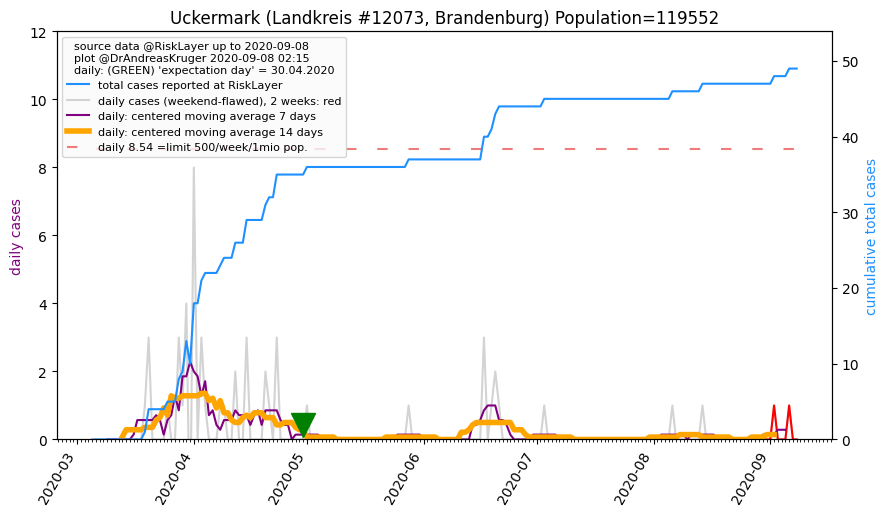 Uckermark (Landkreis #12073, Brandenburg) Population=119552
source data @RiskLayer up to 2020-09-08
plot @DrAndreasKruger 2020-09-08 02:15
daily: (GREEN) 'expectation day' = 30.04.2020
total cases reported at RiskLayer
daily cases (weekend-flawed), 2 weeks: red
daily: centered moving average 7 days
daily: centered moving average 14 days
daily 8.54 =limit 500/week/1mio pop.
daily cases
12
10
8
6
4
2
0
cumulative total cases
50
40
30
20
10
0
2020-03
2020-04
2020-05
2020-06
2020-07
2020-08
2020-09